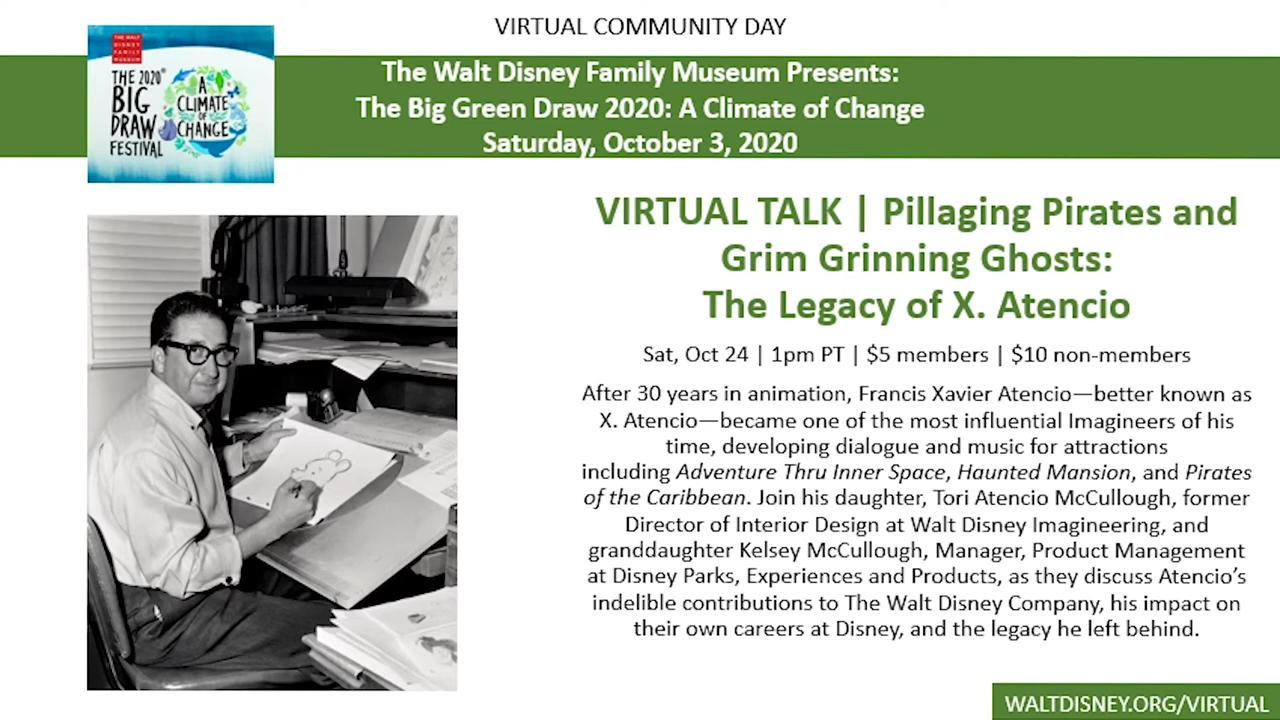 VIRTUAL COMMUNITY DAY
The Walt Disney Family Museum Presents:
The Big Green Draw 2020: A Climate of Change
Saturday, October 3, 2020
THE WALT
DISNEY
FAMILY
MUSEUM
THE 2020
BIG
DRAW
FESTIVAL
A
CLIMATE
OF
CHANGE
VIRTUAL TALK | Pillaging Pirates and
Grim Grinning Ghosts:
The Legacy of X. Atencio
Sat, Oct 24 | 1pm PT | $5 members | $10 non-members
After 30 years in animation, Francis Xavier Atencio—better known as
X. Atencio—became one of the most influential Imagineers of his
time, developing dialogue and music for attractions
including Adventure Thru Inner Space, Haunted Mansion, and Pirates
of the Caribbean. Join his daughter, Tori Atencio McCullough, former
Director of Interior Design at Walt Disney Imagineering, and
granddaughter Kelsey McCullough, Manager, Product Management
at Disney Parks, Experiences and Products, as they discuss Atencio’s
indelible contributions to The Walt Disney Company, his impact on
their own careers at Disney, and the legacy he left behind.
WALTDISNEY.ORG/VIRTUAL